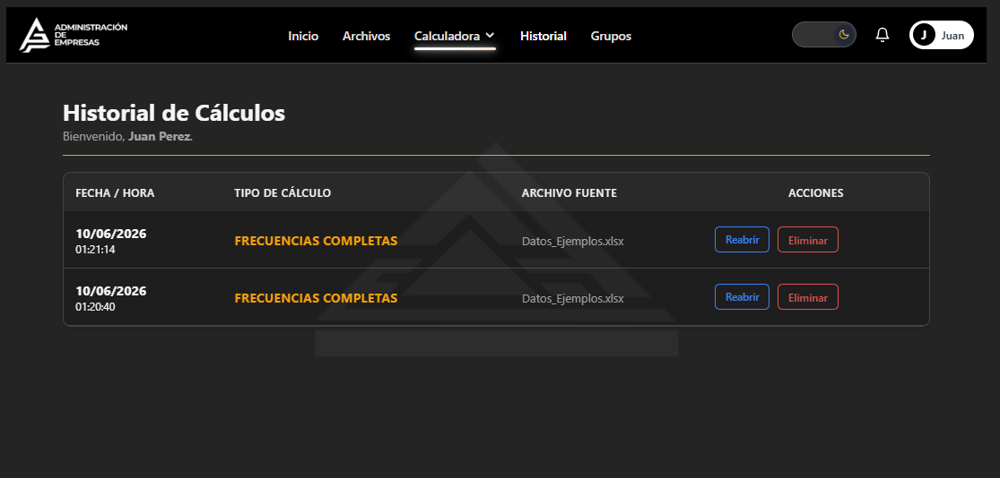 ADMINISTRACIÓN
DE
EMPRESAS
Inicio Archivos Calculadora Historial Grupos
J Juan
Historial de Cálculos
Bienvenido, Juan Perez.
FECHA / HORA TIPO DE CÁLCULO ARCHIVO FUENTE ACCIONES
10/06/2026
01:21:14
FRECUENCIAS COMPLETAS Datos_Ejemplos.xlsx Reabrir Eliminar
10/06/2026
01:20:40
FRECUENCIAS COMPLETAS Datos_Ejemplos.xlsx Reabrir Eliminar